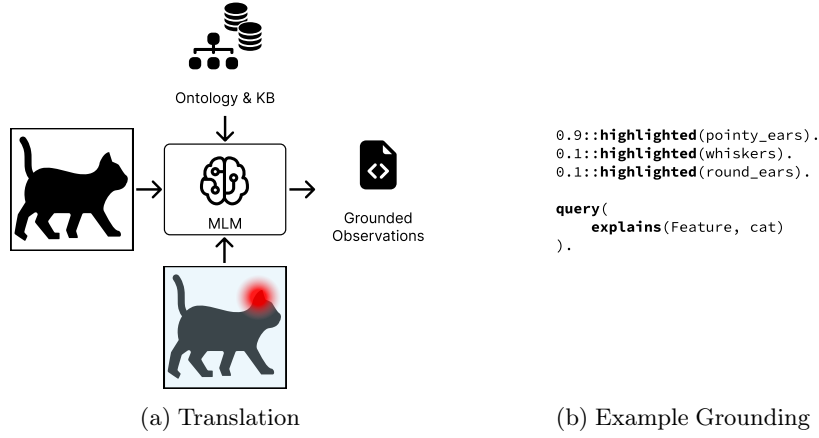 Ontology & KB
MLM
Grounded
Observations
(a) Translation
0.9::highlighted(pointy_ears).
0.1::highlighted(whiskers).
0.1::highlighted(round_ears).
query(
    explains(Feature, cat)
).
(b) Example Grounding